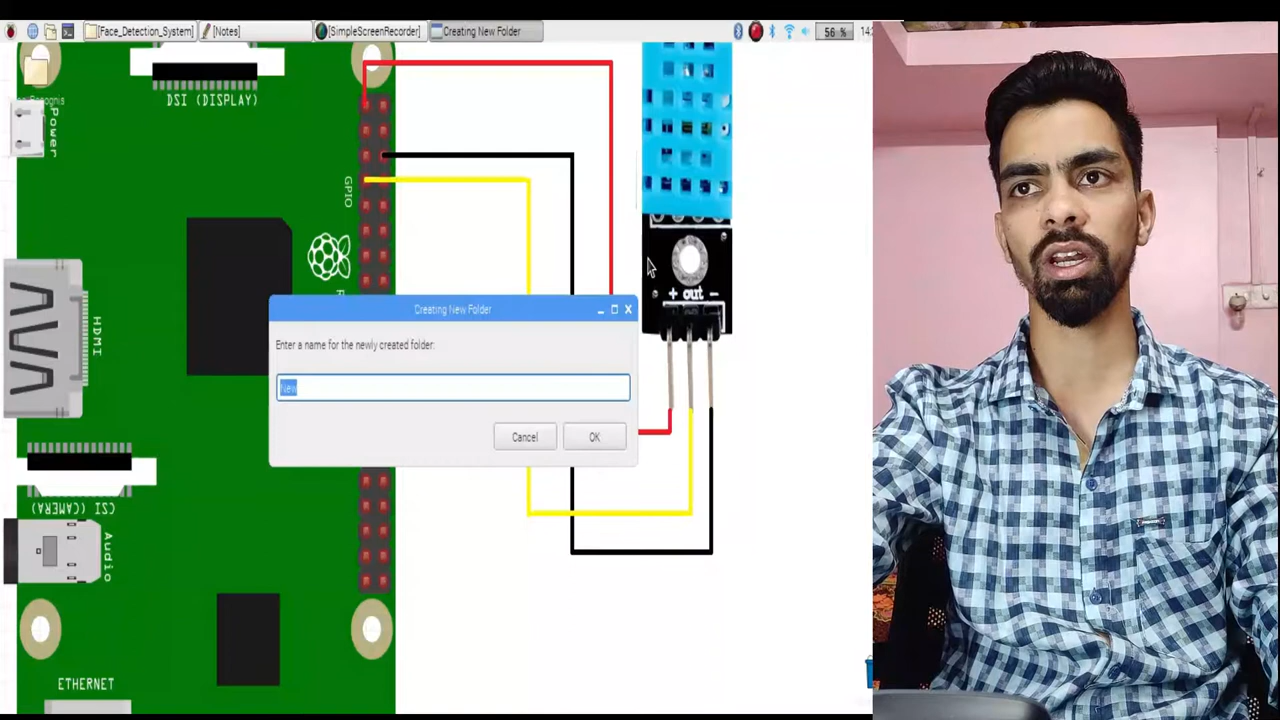 [Face_Detection_System]
[Notes]
[SimpleScreenRecorder]
Creating New Folder
56 %
DSI (DISPLAY)
Power
GPIO
HDMI
+ out -
Creating New Folder
Enter a name for the newly created folder:
New
Cancel
OK
CSI (CAMERA)
Audio
ETHERNET